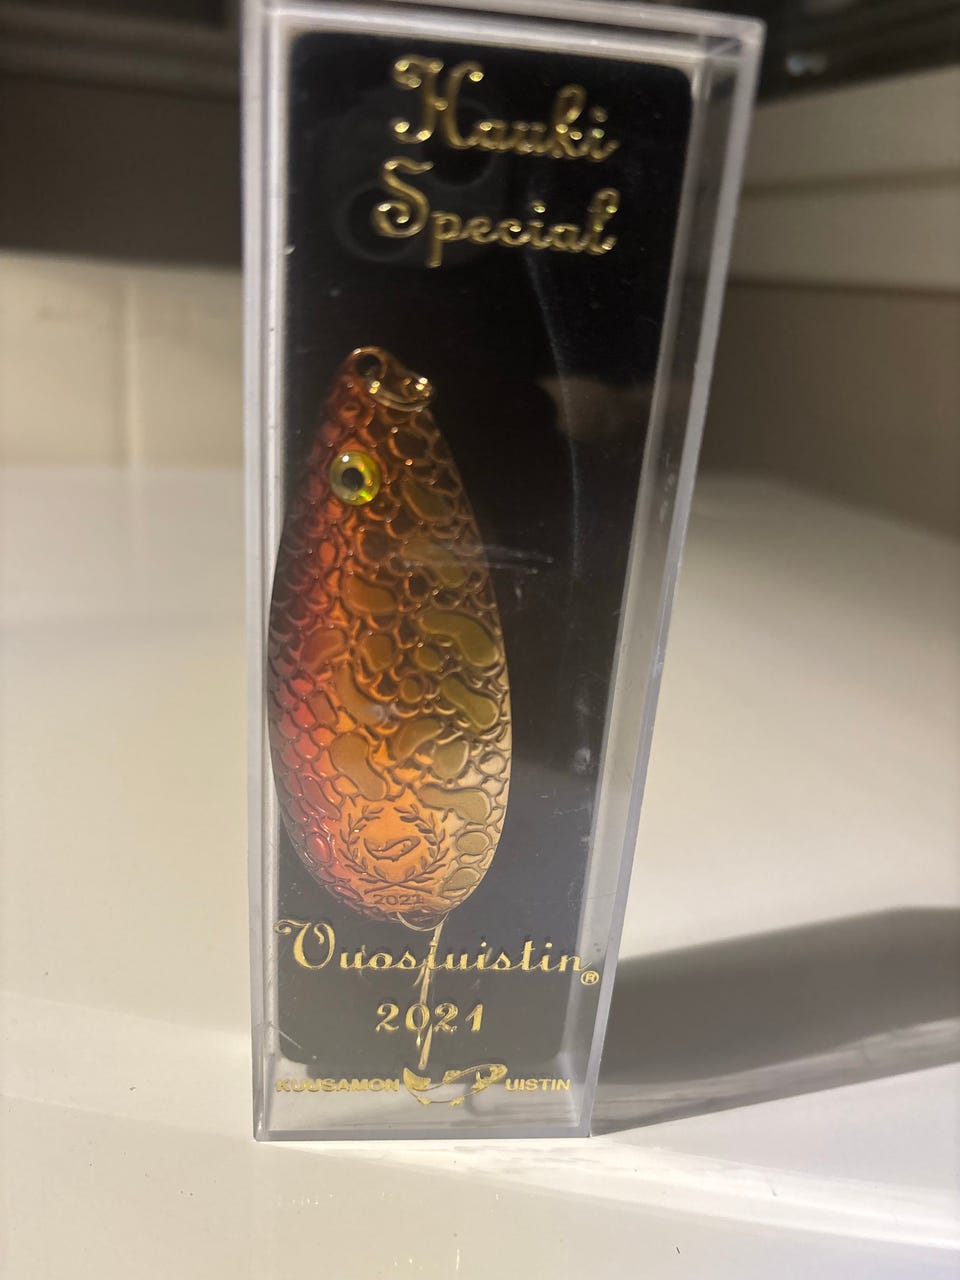 Hauki
Special
2021
Vuosiuistin®
2021
KUUSAMON UISTIN